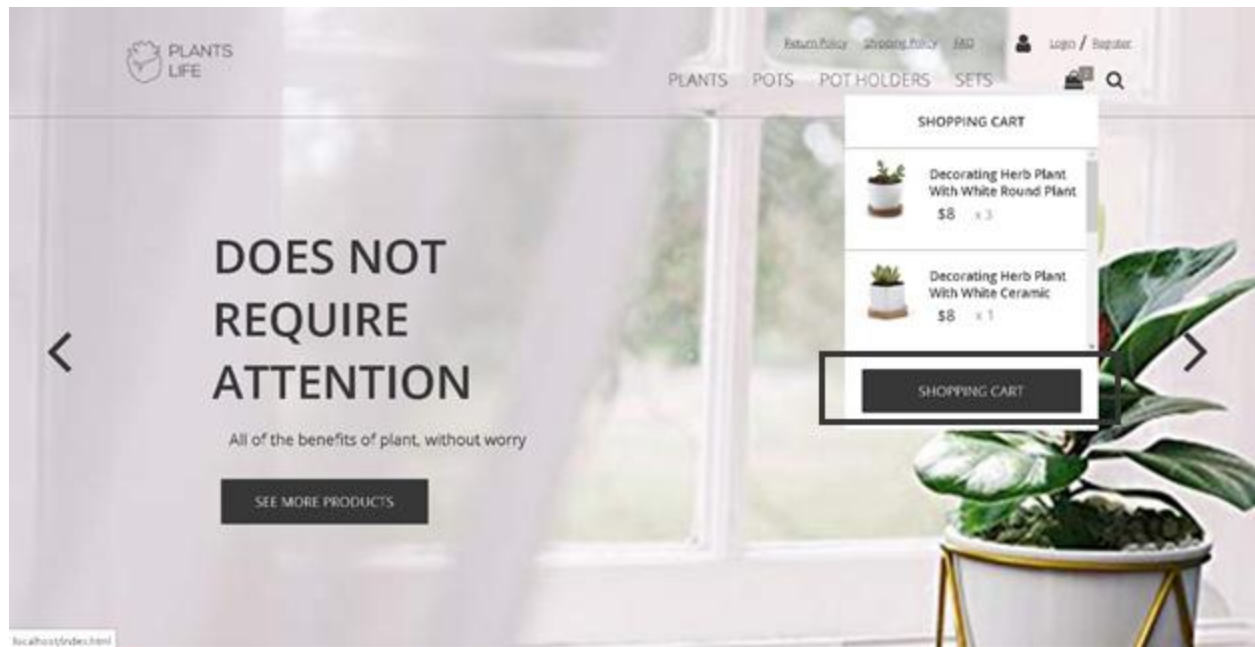 PLANTS
LIFE
Return Policy Shipping Policy FAQ Login / Register
PLANTS POTS POT HOLDERS SETS
SHOPPING CART
Decorating Herb Plant
With White Round Plant
$8 x 3
Decorating Herb Plant
With White Ceramic
$8 x 1
SHOPPING CART
DOES NOT
REQUIRE
ATTENTION
All of the benefits of plant, without worry
SEE MORE PRODUCTS
localhost/index.html